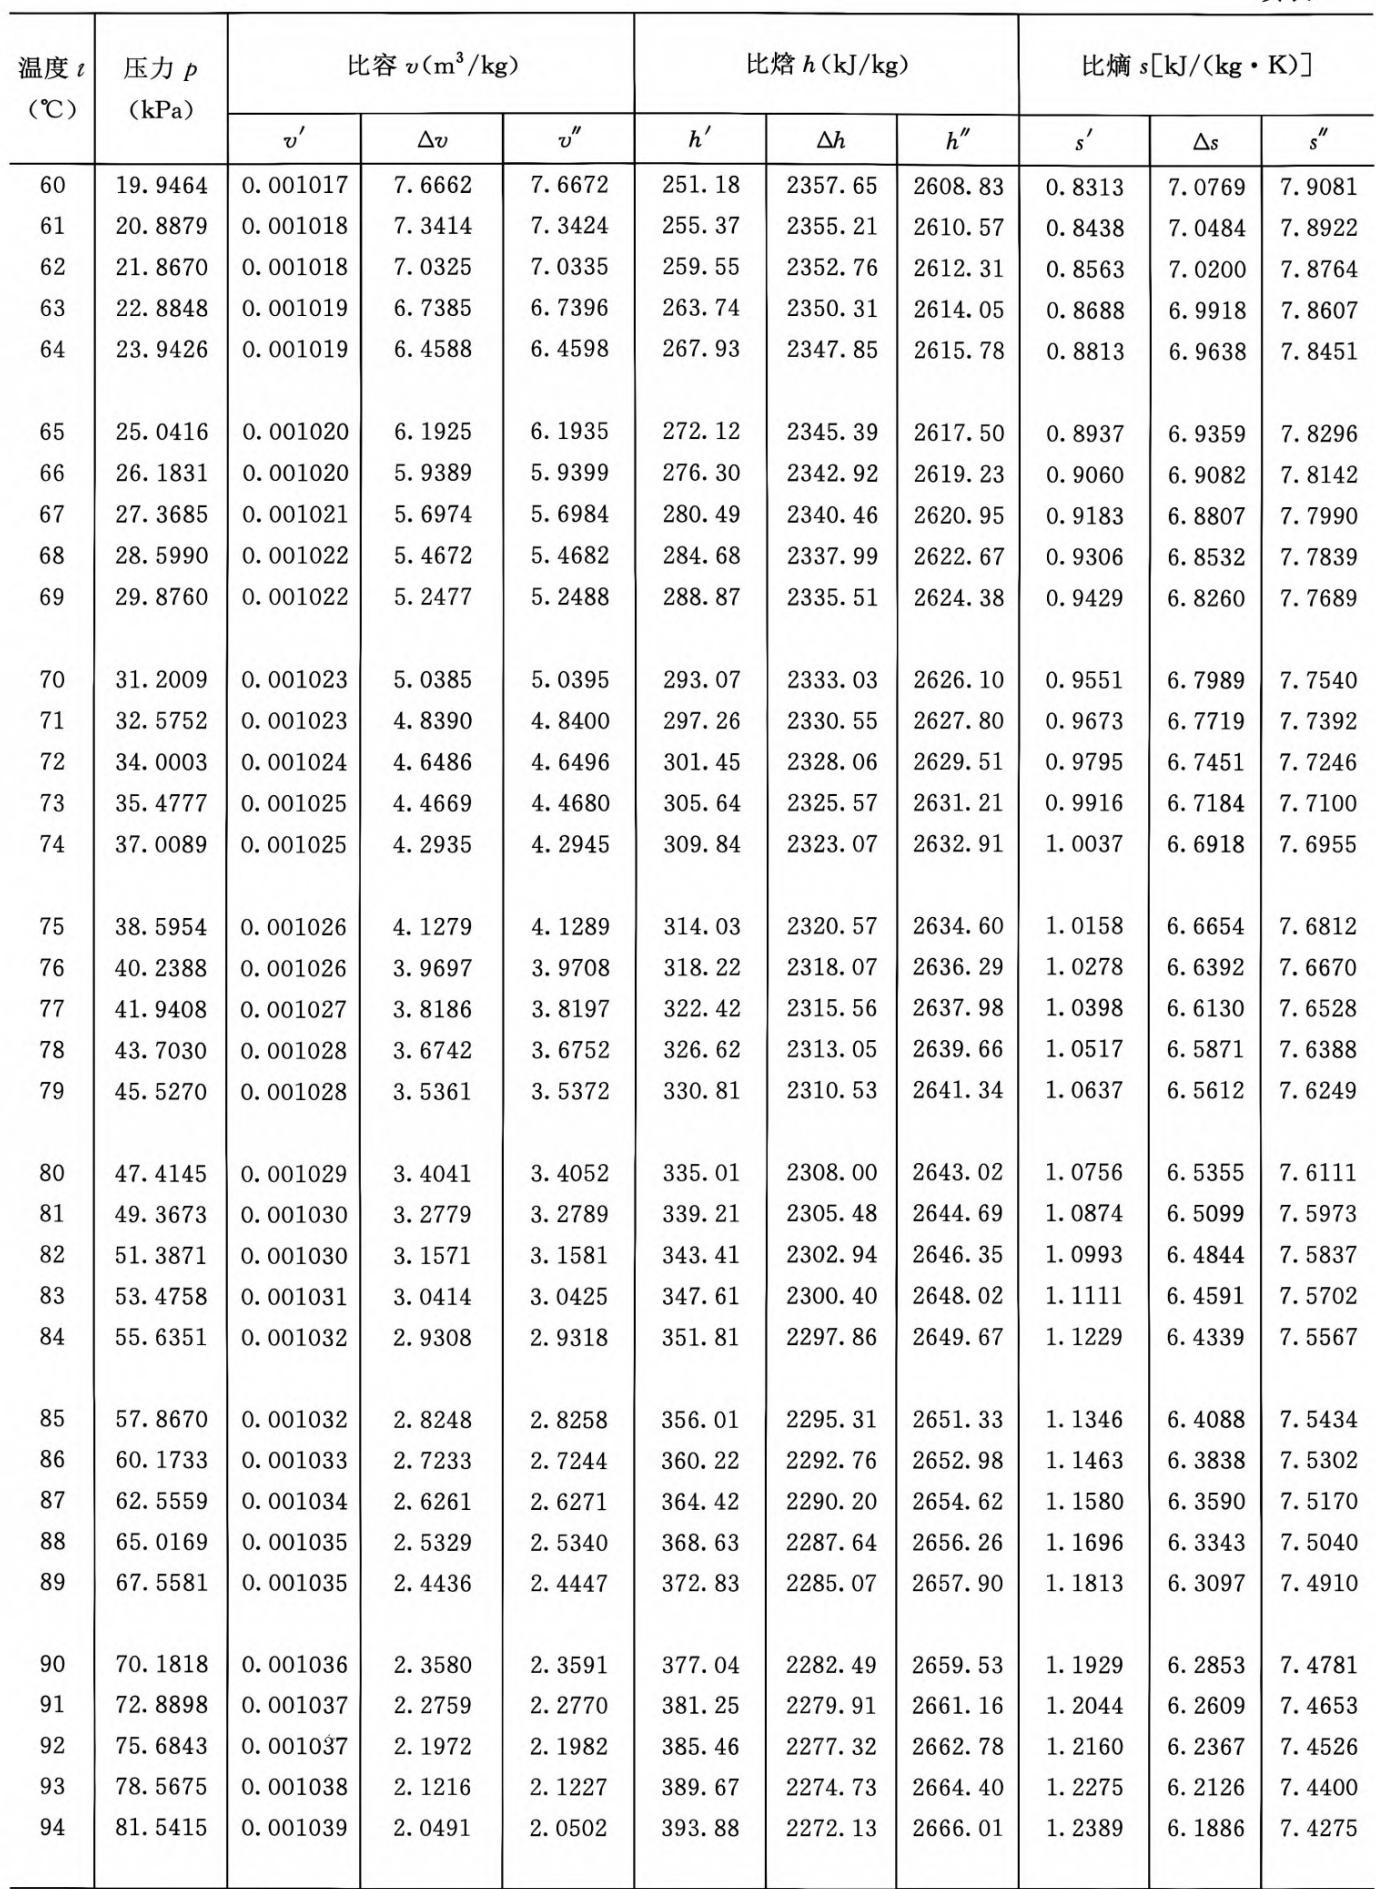 温度 t (℃) 压力 p (kPa) 比容 v(m³/kg) 比焓 h(kJ/kg) 比熵 s[kJ/(kg·K)]
v′ Δv v″ h′ Δh h″ s′ Δs s″
60 19.9464 0.001017 7.6662 7.6672 251.18 2357.65 2608.83 0.8313 7.0769 7.9081
61 20.8879 0.001018 7.3414 7.3424 255.37 2355.21 2610.57 0.8438 7.0484 7.8922
62 21.8670 0.001018 7.0325 7.0335 259.55 2352.76 2612.31 0.8563 7.0200 7.8764
63 22.8848 0.001019 6.7385 6.7396 263.74 2350.31 2614.05 0.8688 6.9918 7.8607
64 23.9426 0.001019 6.4588 6.4598 267.93 2347.85 2615.78 0.8813 6.9638 7.8451
65 25.0416 0.001020 6.1925 6.1935 272.12 2345.39 2617.50 0.8937 6.9359 7.8296
66 26.1831 0.001020 5.9389 5.9399 276.30 2342.92 2619.23 0.9060 6.9082 7.8142
67 27.3685 0.001021 5.6974 5.6984 280.49 2340.46 2620.95 0.9183 6.8807 7.7990
68 28.5990 0.001022 5.4672 5.4682 284.68 2337.99 2622.67 0.9306 6.8532 7.7839
69 29.8760 0.001022 5.2477 5.2488 288.87 2335.51 2624.38 0.9429 6.8260 7.7689
70 31.2009 0.001023 5.0385 5.0395 293.07 2333.03 2626.10 0.9551 6.7989 7.7540
71 32.5752 0.001023 4.8390 4.8400 297.26 2330.55 2627.80 0.9673 6.7719 7.7392
72 34.0003 0.001024 4.6486 4.6496 301.45 2328.06 2629.51 0.9795 6.7451 7.7246
73 35.4777 0.001025 4.4669 4.4680 305.64 2325.57 2631.21 0.9916 6.7184 7.7100
74 37.0089 0.001025 4.2935 4.2945 309.84 2323.07 2632.91 1.0037 6.6918 7.6955
75 38.5954 0.001026 4.1279 4.1289 314.03 2320.57 2634.60 1.0158 6.6654 7.6812
76 40.2388 0.001026 3.9697 3.9708 318.22 2318.07 2636.29 1.0278 6.6392 7.6670
77 41.9408 0.001027 3.8186 3.8197 322.42 2315.56 2637.98 1.0398 6.6130 7.6528
78 43.7030 0.001028 3.6742 3.6752 326.62 2313.05 2639.66 1.0517 6.5871 7.6388
79 45.5270 0.001028 3.5361 3.5372 330.81 2310.53 2641.34 1.0637 6.5612 7.6249
80 47.4145 0.001029 3.4041 3.4052 335.01 2308.00 2643.02 1.0756 6.5355 7.6111
81 49.3673 0.001030 3.2779 3.2789 339.21 2305.48 2644.69 1.0874 6.5099 7.5973
82 51.3871 0.001030 3.1571 3.1581 343.41 2302.94 2646.35 1.0993 6.4844 7.5837
83 53.4758 0.001031 3.0414 3.0425 347.61 2300.40 2648.02 1.1111 6.4591 7.5702
84 55.6351 0.001032 2.9308 2.9318 351.81 2297.86 2649.67 1.1229 6.4339 7.5567
85 57.8670 0.001032 2.8248 2.8258 356.01 2295.31 2651.33 1.1346 6.4088 7.5434
86 60.1733 0.001033 2.7233 2.7244 360.22 2292.76 2652.98 1.1463 6.3838 7.5302
87 62.5559 0.001034 2.6261 2.6271 364.42 2290.20 2654.62 1.1580 6.3590 7.5170
88 65.0169 0.001035 2.5329 2.5340 368.63 2287.64 2656.26 1.1696 6.3343 7.5040
89 67.5581 0.001035 2.4436 2.4447 372.83 2285.07 2657.90 1.1813 6.3097 7.4910
90 70.1818 0.001036 2.3580 2.3591 377.04 2282.49 2659.53 1.1929 6.2853 7.4781
91 72.8898 0.001037 2.2759 2.2770 381.25 2279.91 2661.16 1.2044 6.2609 7.4653
92 75.6843 0.001037 2.1972 2.1982 385.46 2277.32 2662.78 1.2160 6.2367 7.4526
93 78.5675 0.001038 2.1216 2.1227 389.67 2274.73 2664.40 1.2275 6.2126 7.4400
94 81.5415 0.001039 2.0491 2.0502 393.88 2272.13 2666.01 1.2389 6.1886 7.4275